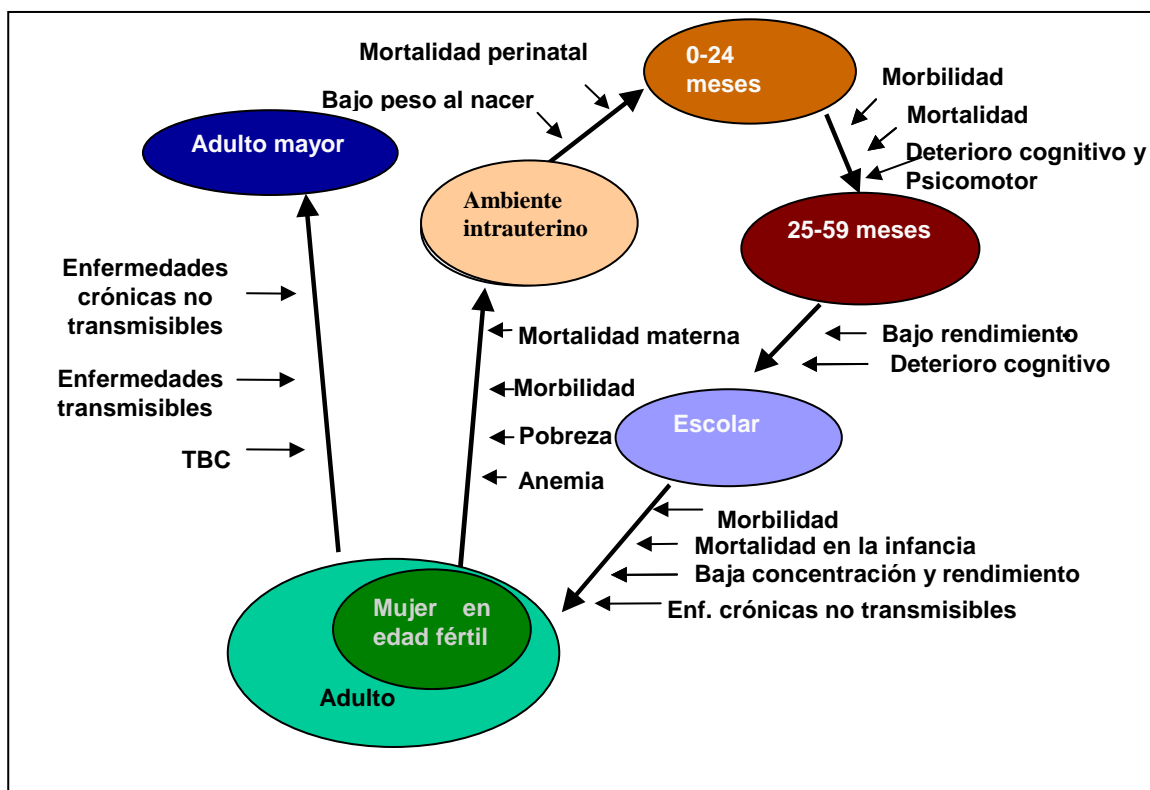 Mortalidad perinatal
Bajo peso al nacer
0-24
meses
Morbilidad
Mortalidad
Deterioro cognitivo y
Psicomotor
Adulto mayor
Ambiente
intrauterino
25-59 meses
Enfermedades
crónicas no
transmisibles
Enfermedades
transmisibles
TBC
Mortalidad materna
Morbilidad
Pobreza
Anemia
Bajo rendimiento
Deterioro cognitivo
Escolar
Morbilidad
Mortalidad en la infancia
Baja concentración y rendimiento
Enf. crónicas no transmisibles
Mujer en
edad fértil
Adulto